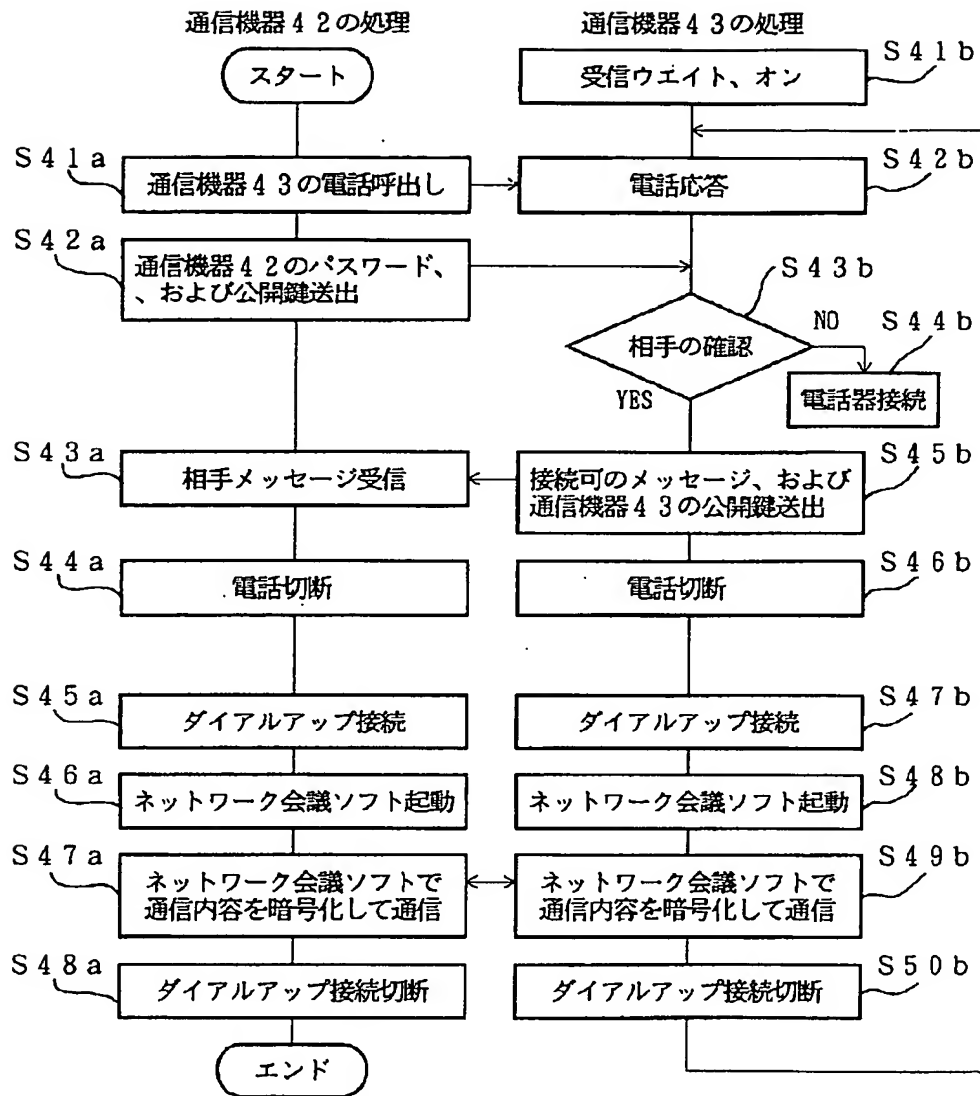 通信機器42の処理
通信機器43の処理
スタート
S41b
受信ウエイト、オン
S41a
通信機器43の電話呼出し
S42b
電話応答
S42a
通信機器42のパスワード、
、および公開鍵送出
S43b
相手の確認
NO
S44b
電話器接続
YES
S43a
相手メッセージ受信
S45b
接続可のメッセージ、および
通信機器43の公開鍵送出
S44a
電話切断
S46b
電話切断
S45a
ダイアルアップ接続
S47b
ダイアルアップ接続
S46a
ネットワーク会議ソフト起動
S48b
ネットワーク会議ソフト起動
S47a
ネットワーク会議ソフトで
通信内容を暗号化して通信
S49b
ネットワーク会議ソフトで
通信内容を暗号化して通信
S48a
ダイアルアップ接続切断
S50b
ダイアルアップ接続切断
エンド